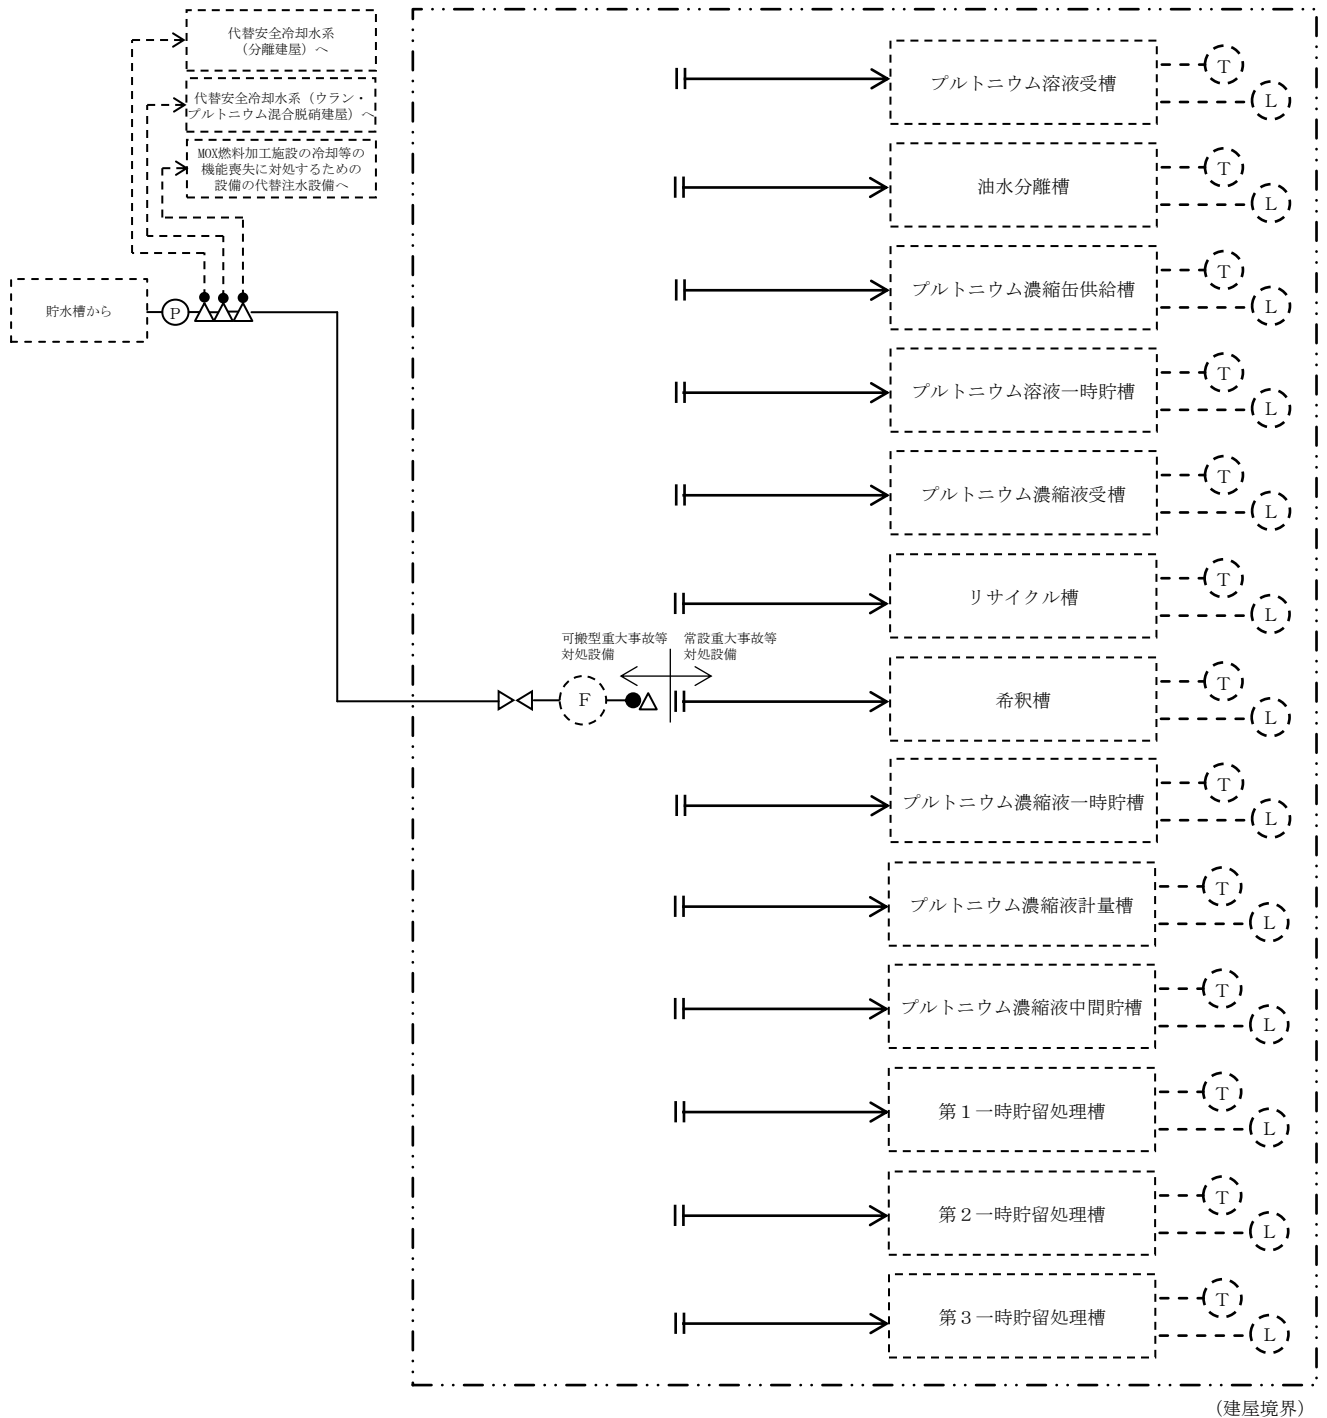 代替安全冷却水系
（分離建屋）へ
代替安全冷却水系（ウラン・
プルトニウム混合脱硝建屋）へ
MOX燃料加工施設の冷却等の
機能喪失に対処するための
設備の代替注水設備へ
貯水槽から
P
プルトニウム溶液受槽
T
L
油水分離槽
T
L
プルトニウム濃縮缶供給槽
T
L
プルトニウム溶液一時貯槽
T
L
プルトニウム濃縮液受槽
T
L
リサイクル槽
T
L
可搬型重大事故等
対処設備
常設重大事故等
対処設備
F
希釈槽
T
L
プルトニウム濃縮液一時貯槽
T
L
プルトニウム濃縮液計量槽
T
L
プルトニウム濃縮液中間貯槽
T
L
第１一時貯留処理槽
T
L
第２一時貯留処理槽
T
L
第３一時貯留処理槽
T
L
（建屋境界）